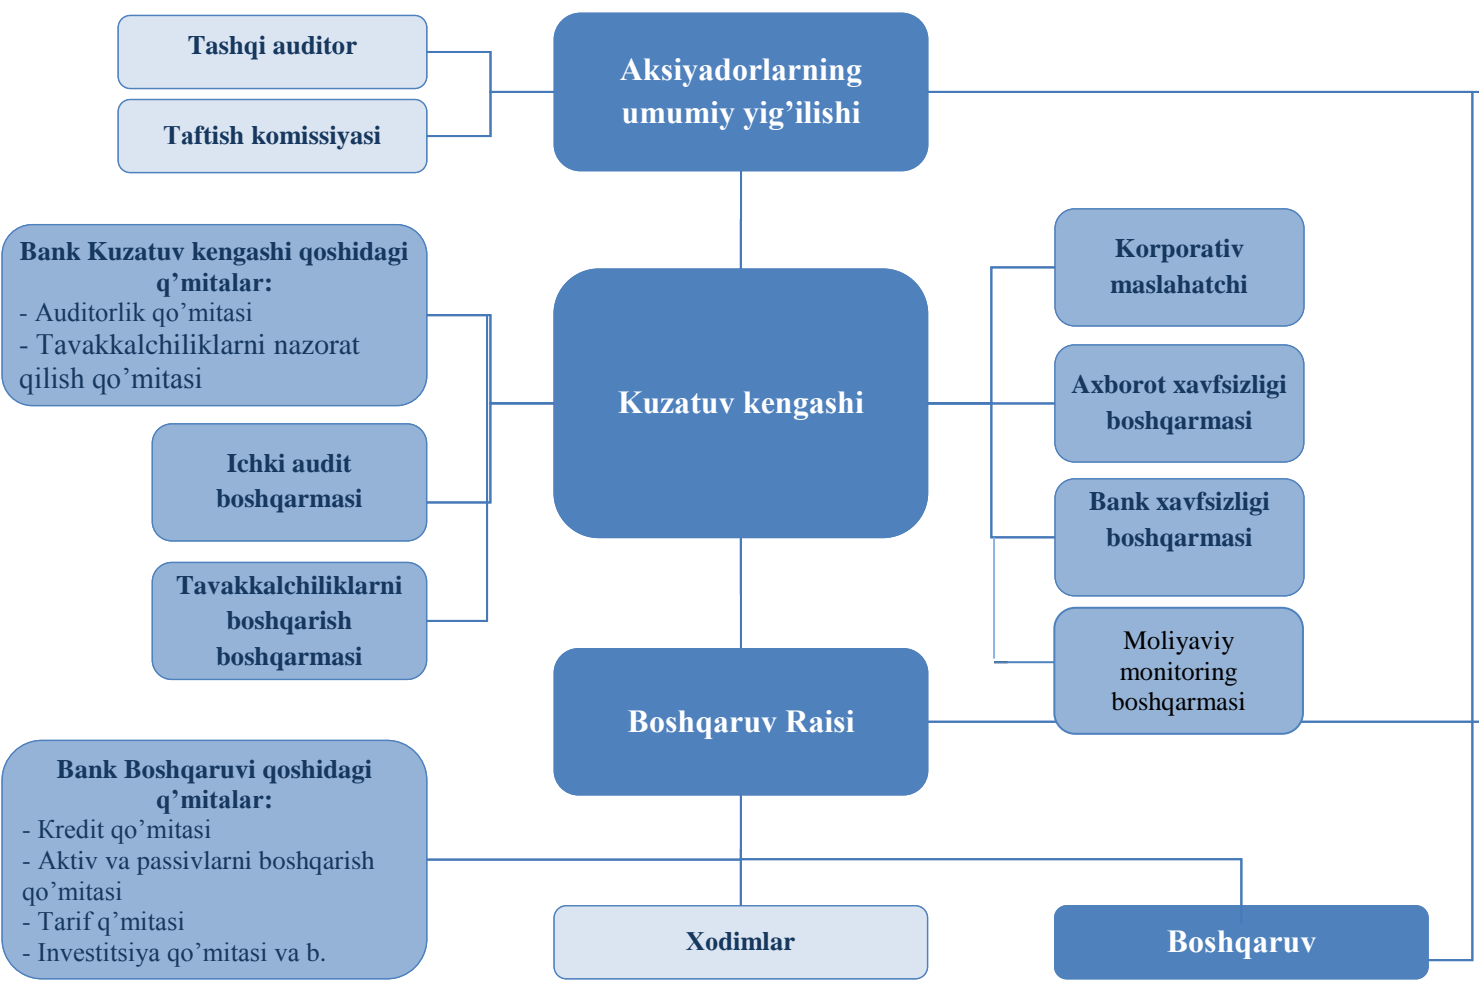 Tashqi auditor
Taftish komissiyasi
Aksiyadorlarning
umumiy yig’ilishi
Bank Kuzatuv kengashi qoshidagi
q’mitalar:
- Auditorlik qo’mitasi
- Tavakkalchiliklarni nazorat
qilish qo’mitasi
Ichki audit
boshqarmasi
Tavakkalchiliklarni
boshqarish
boshqarmasi
Kuzatuv kengashi
Korporativ
maslahatchi
Axborot xavfsizligi
boshqarmasi
Bank xavfsizligi
boshqarmasi
Moliyaviy
monitoring
boshqarmasi
Boshqaruv Raisi
Bank Boshqaruvi qoshidagi
q’mitalar:
- Kredit qo’mitasi
- Aktiv va passivlarni boshqarish
qo’mitasi
- Tarif q’mitasi
- Investitsiya qo’mitasi va b.
Xodimlar
Boshqaruv